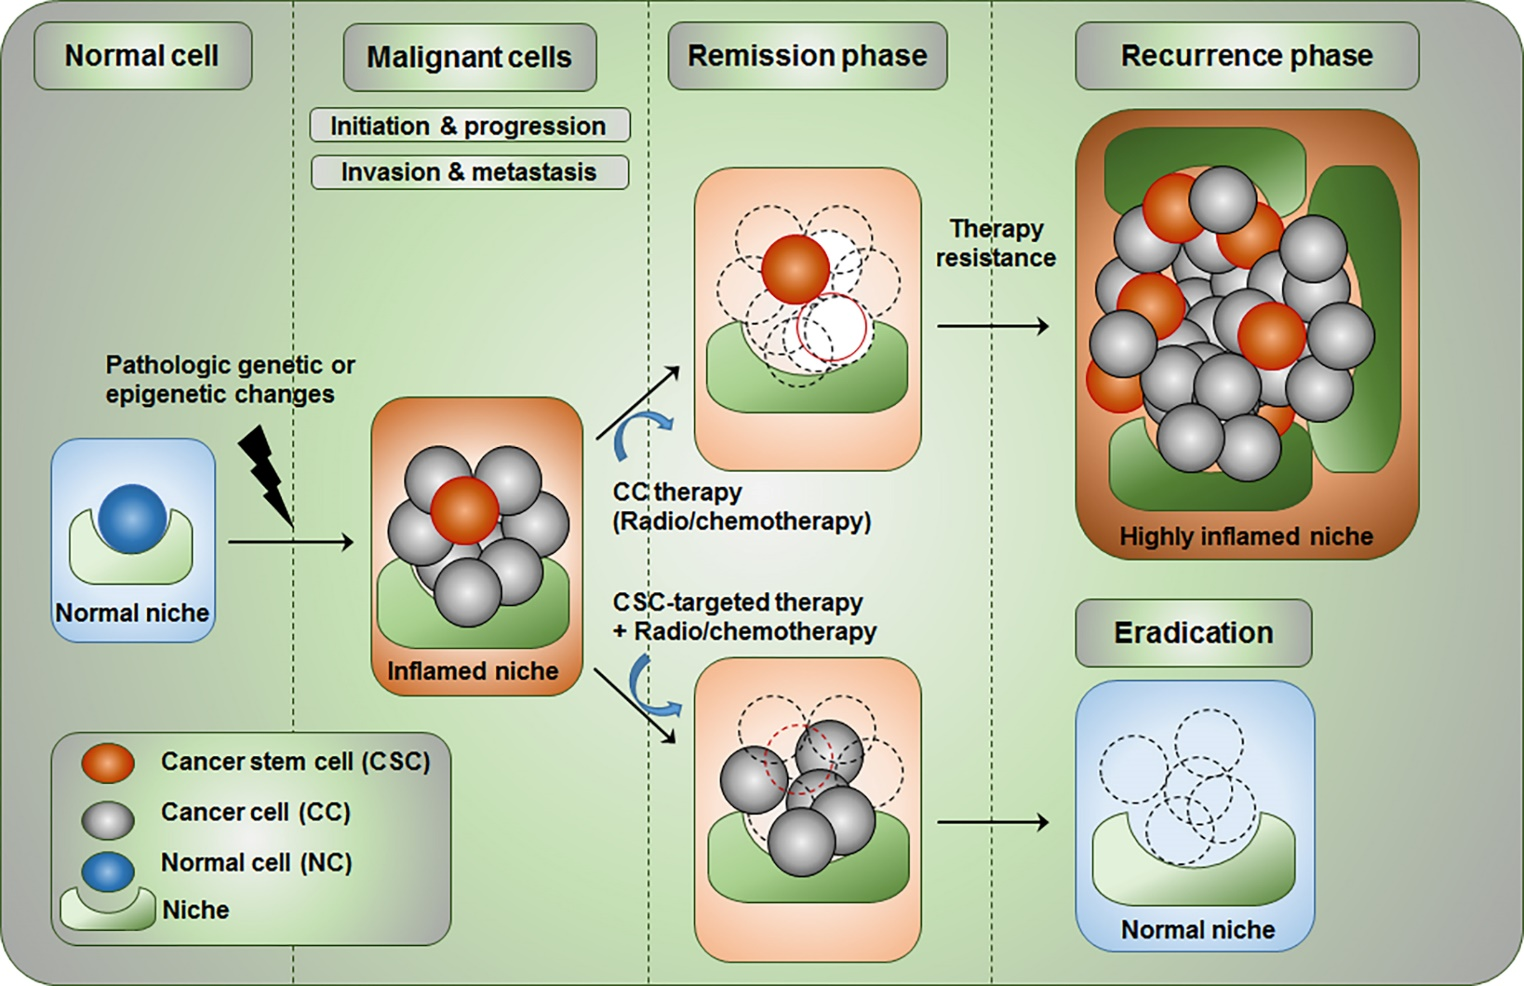 Normal cell
Malignant cells
Remission phase
Recurrence phase
Initiation & progression
Invasion & metastasis
Therapy
resistance
Pathologic genetic or
epigenetic changes
Normal niche
Inflamed niche
CC therapy
(Radio/chemotherapy)
CSC-targeted therapy
+ Radio/chemotherapy
Highly inflamed niche
Eradication
Normal niche
Cancer stem cell (CSC)
Cancer cell (CC)
Normal cell (NC)
Niche